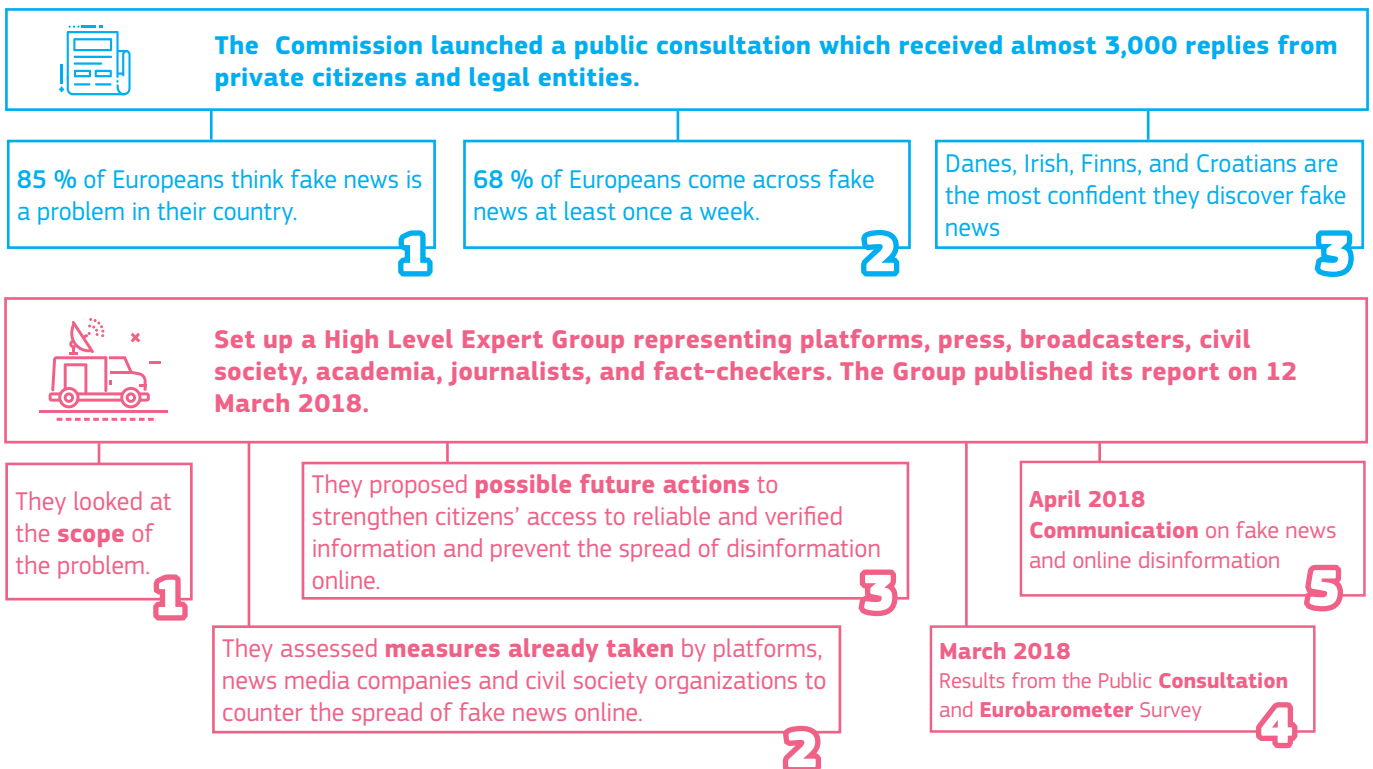 The Commission launched a public consultation which received almost 3,000 replies from
private citizens and legal entities.
85 % of Europeans think fake news is
a problem in their country.
1
68 % of Europeans come across fake
news at least once a week.
2
Danes, Irish, Finns, and Croatians are
the most confident they discover fake
news
3
Set up a High Level Expert Group representing platforms, press, broadcasters, civil
society, academia, journalists, and fact-checkers. The Group published its report on 12
March 2018.
They looked at
the scope of
the problem.
1
They assessed measures already taken by platforms,
news media companies and civil society organizations to
counter the spread of fake news online.
2
They proposed possible future actions to
strengthen citizens’ access to reliable and verified
information and prevent the spread of disinformation
online.
3
March 2018
Results from the Public Consultation
and Eurobarometer Survey
4
April 2018
Communication on fake news
and online disinformation
5